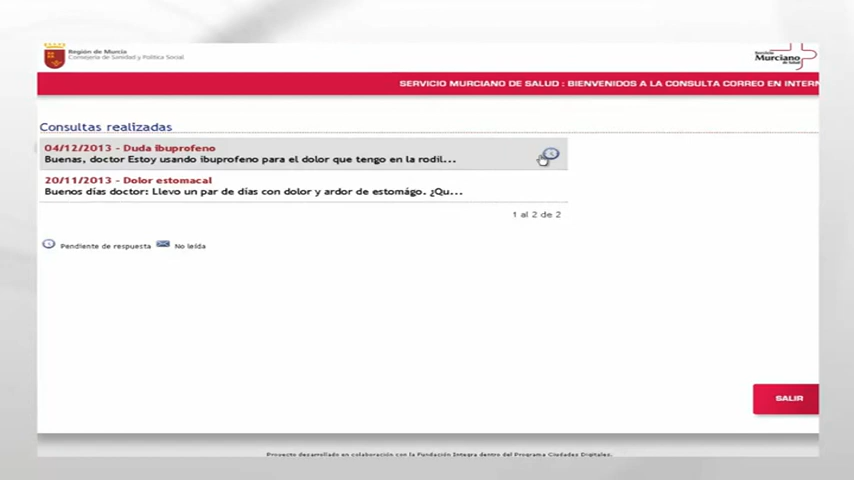 Región de Murcia
Consejería de Sanidad y Política Social
Servicio
Murciano
de Salud
SERVICIO MURCIANO DE SALUD : BIENVENIDOS A LA CONSULTA CORREO EN INTERN
Consultas realizadas
04/12/2013 - Duda ibuprofeno
Buenas, doctor Estoy usando ibuprofeno para el dolor que tengo en la rodil...
20/11/2013 - Dolor estomacal
Buenos días doctor: Llevo un par de días con dolor y ardor de estomágo. ¿Qu...
1 al 2 de 2
Pendiente de respuesta No leída
SALIR
Proyecto desarrollado en colaboración con la Fundación Integra dentro del Programa Ciudades Digitales.